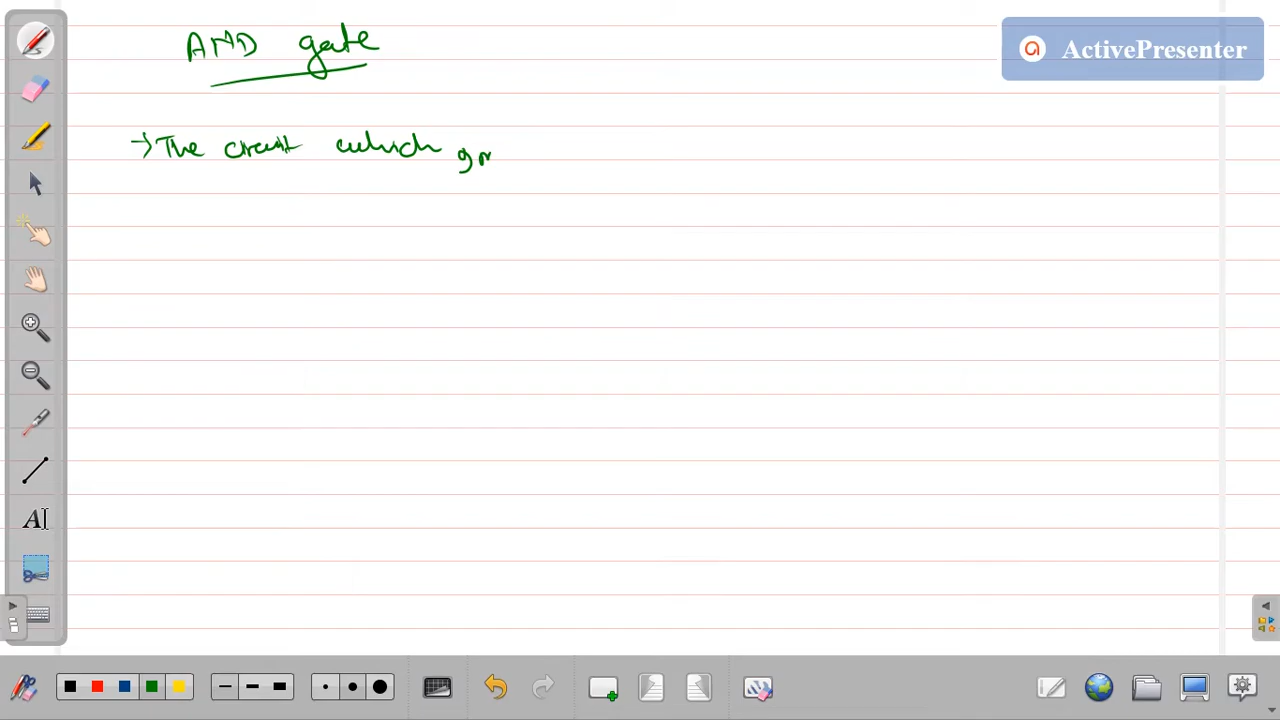 AND gate
ActivePresenter
→ The circuit which